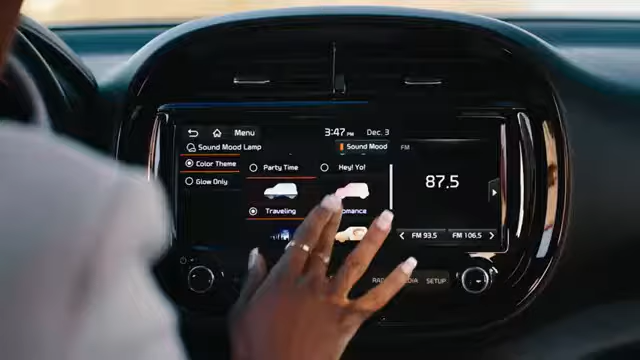 Menu 3:47 PM Dec. 3
Sound Mood Lamp Sound Mood FM
Color Theme Party Time Hey! Yo!
Glow Only 87.5
Traveling
FM 93.5 FM 106.5
SETUP